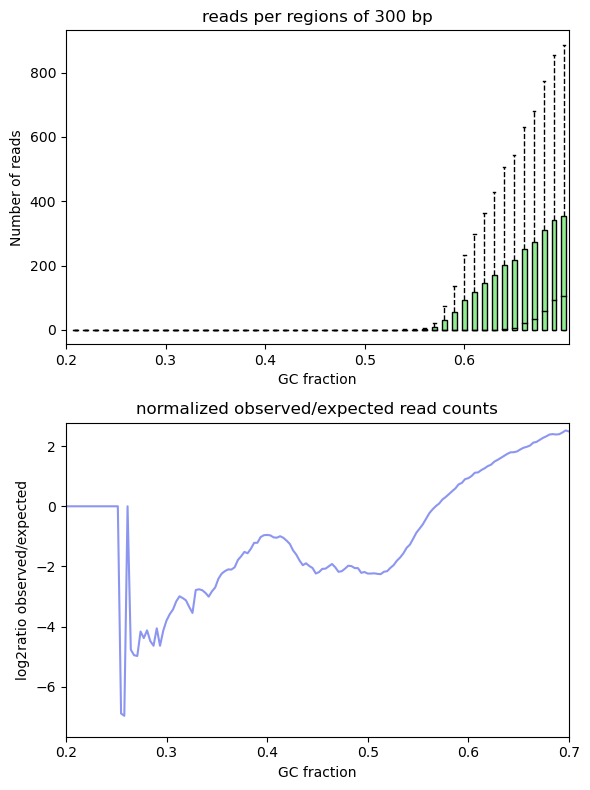 reads per regions of 300 bp
800
600
400
200
0
Number of reads
0.2 0.3 0.4 0.5 0.6
GC fraction
normalized observed/expected read counts
2
0
−2
−4
−6
log2ratio observed/expected
0.2 0.3 0.4 0.5 0.6 0.7
GC fraction